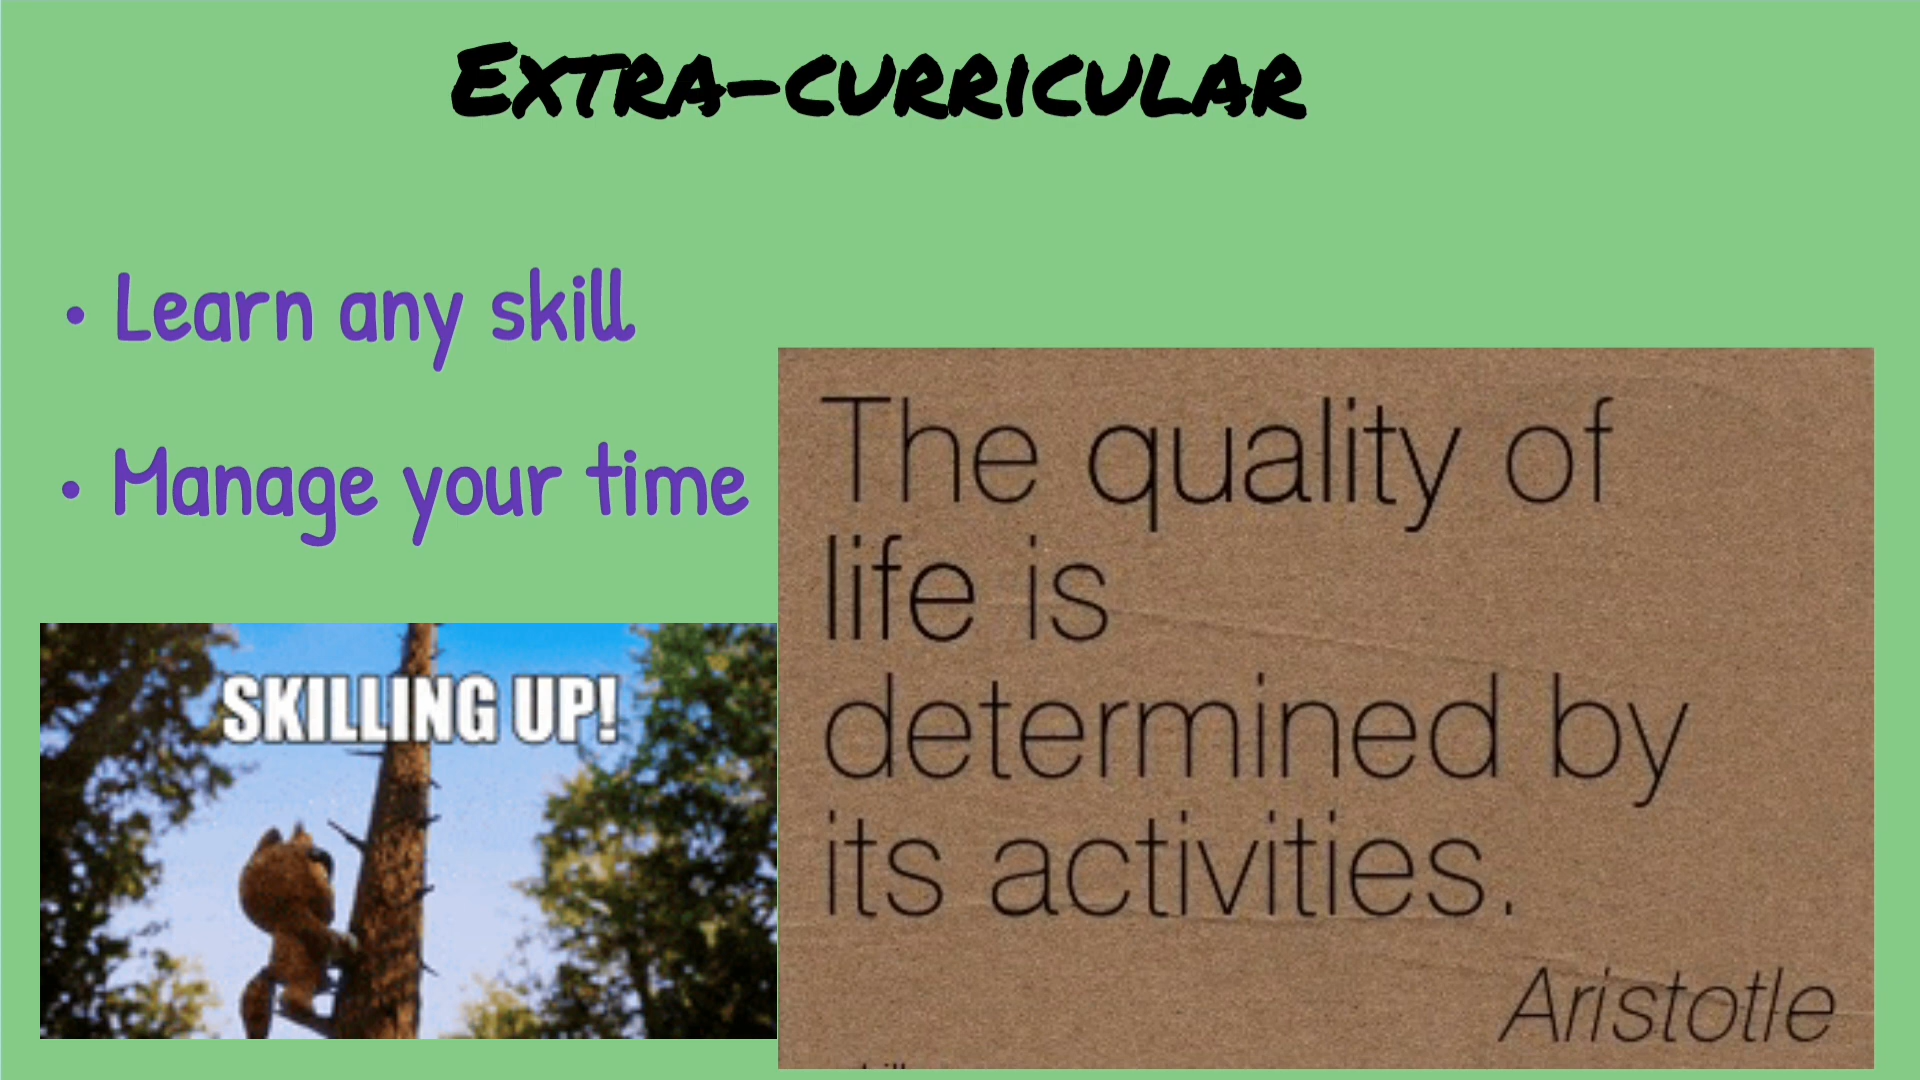 Extra-curricular
• Learn any skill
• Manage your time
SKILLING UP!
The quality of
life is
determined by
its activities.
Aristotle